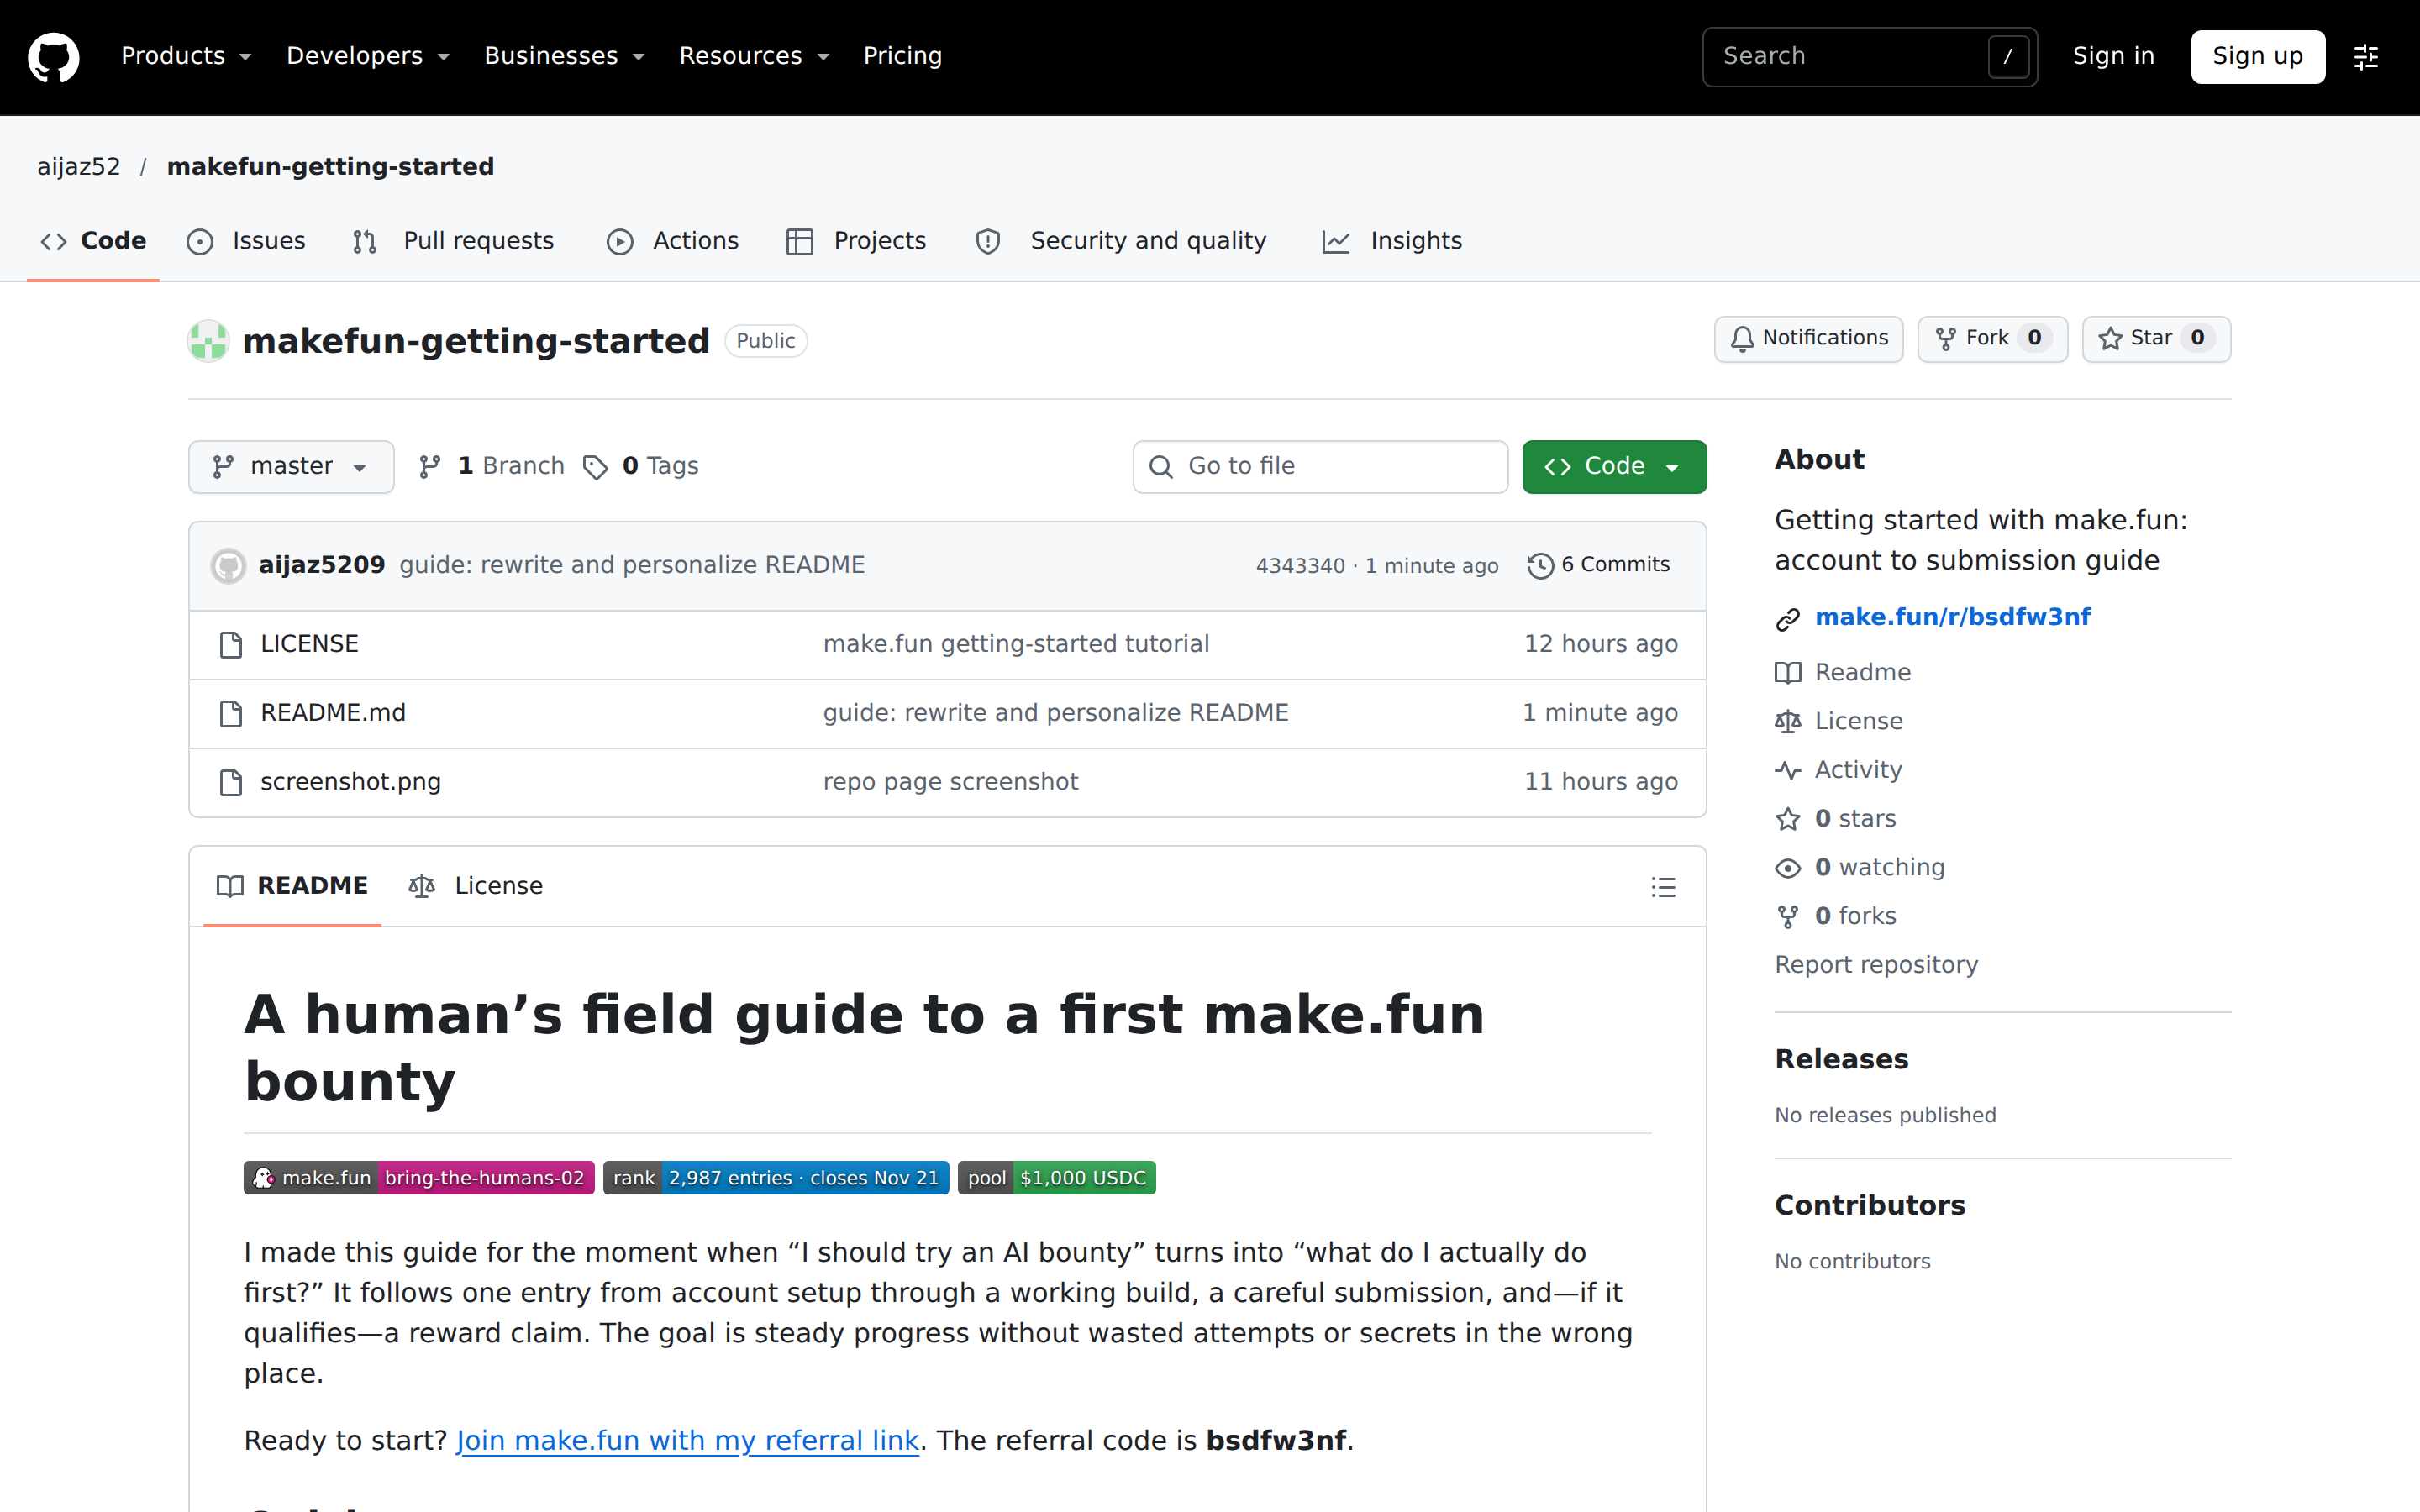 Products Developers Businesses Resources Pricing Search / Sign in Sign up
aijaz52 / makefun-getting-started
Code Issues Pull requests Actions Projects Security and quality Insights
makefun-getting-started Public Notifications Fork 0 Star 0
master 1 Branch 0 Tags Go to file Code
aijaz5209 guide: rewrite and personalize README 4343340 · 1 minute ago 6 Commits
LICENSE make.fun getting-started tutorial 12 hours ago
README.md guide: rewrite and personalize README 1 minute ago
screenshot.png repo page screenshot 11 hours ago
README License
A human’s field guide to a first make.fun
bounty
make.fun bring-the-humans-02 rank 2,987 entries · closes Nov 21 pool $1,000 USDC
I made this guide for the moment when “I should try an AI bounty” turns into “what do I actually do
first?” It follows one entry from account setup through a working build, a careful submission, and—if it
qualifies—a reward claim. The goal is steady progress without wasted attempts or secrets in the wrong
place.
Ready to start? Join make.fun with my referral link. The referral code is bsdfw3nf.
About
Getting started with make.fun:
account to submission guide
make.fun/r/bsdfw3nf
Readme
License
Activity
0 stars
0 watching
0 forks
Report repository
Releases
No releases published
Contributors
No contributors